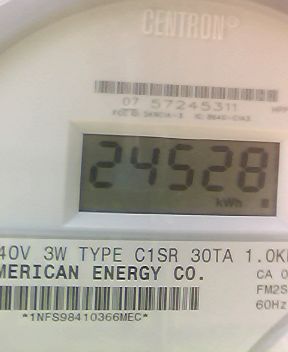 CENTRON®
07 57245311
24528
kWh
40V 3W TYPE C1SR 30TA 1.0K
MERICAN ENERGY CO.
CA 0
FM2S
60Hz
*1NFS98410366MEC*